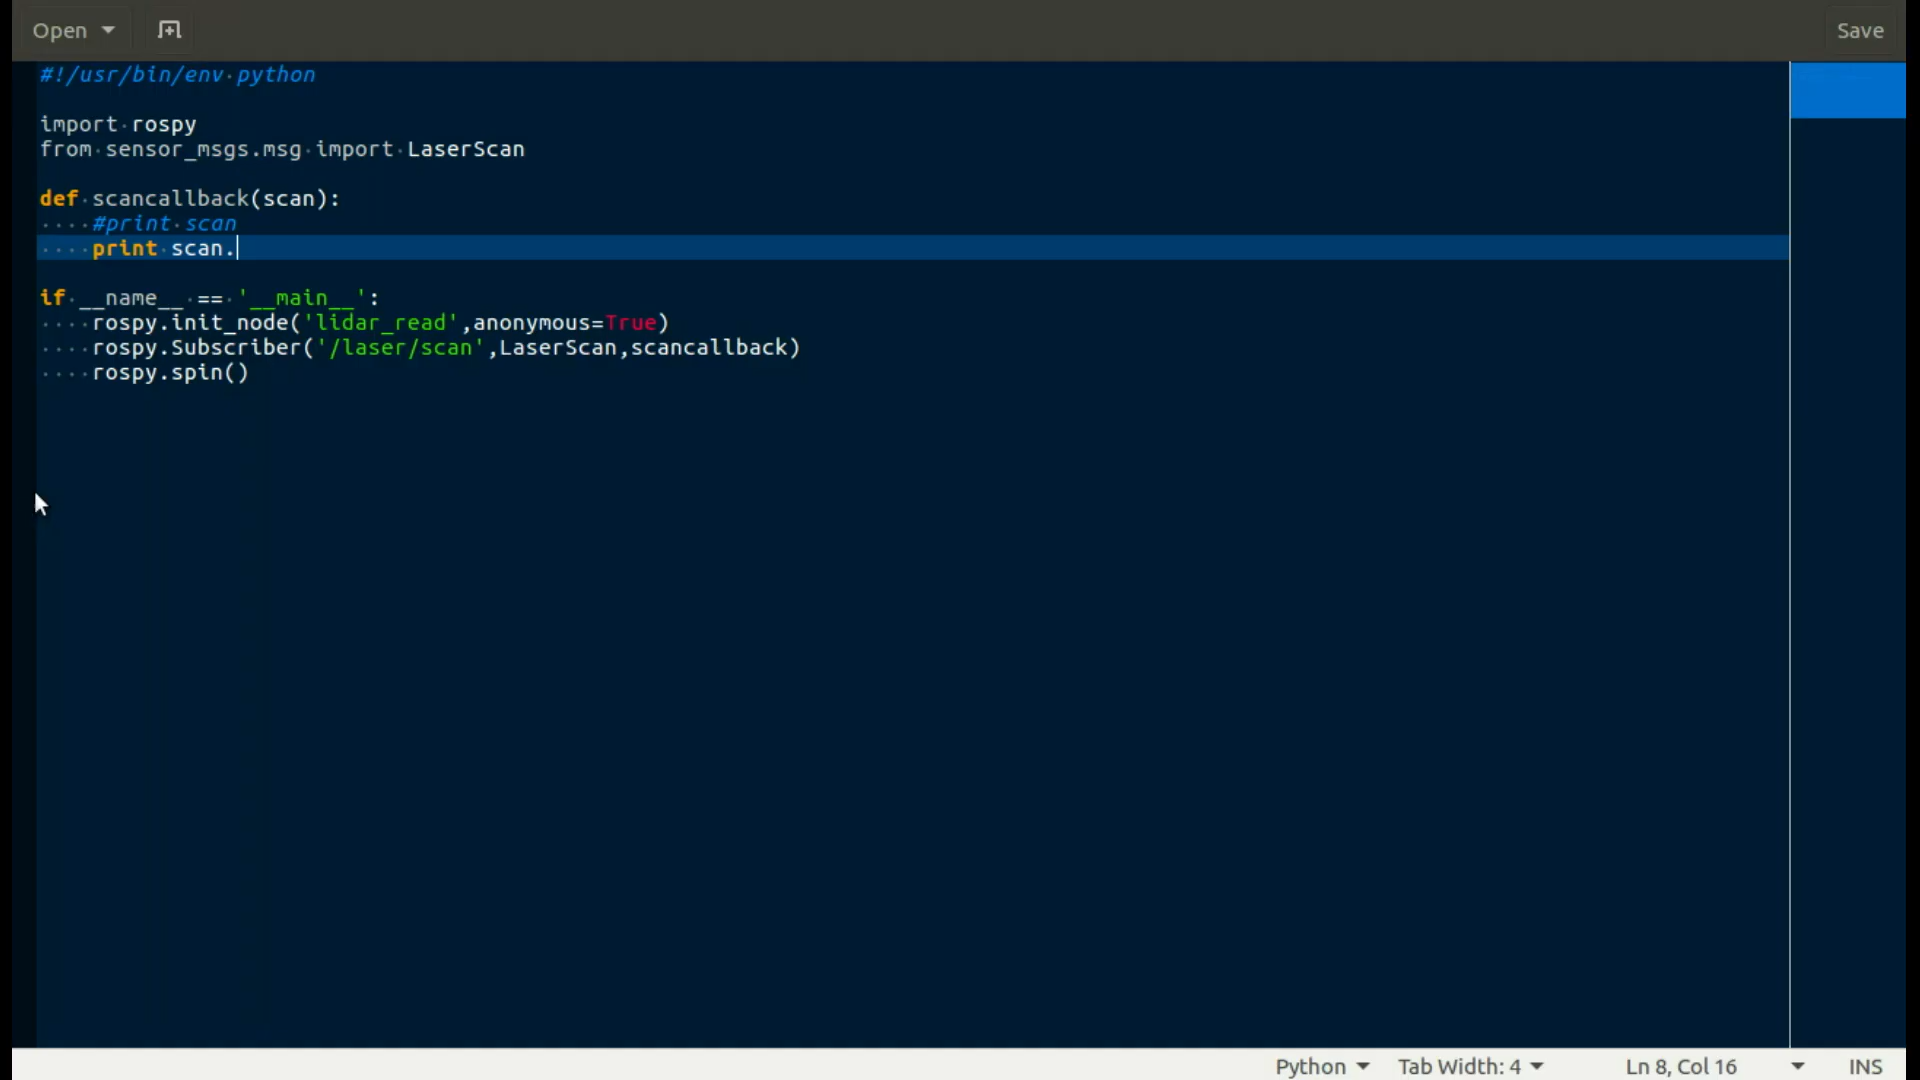 Open
Save
#!/usr/bin/env python
import rospy
from sensor_msgs.msg import LaserScan
def scancallback(scan):
#print scan
print scan.
if __name__ == '__main__':
rospy.init_node('lidar_read',anonymous=True)
rospy.Subscriber('/laser/scan',LaserScan,scancallback)
rospy.spin()
Python Tab Width: 4 Ln 8, Col 16 INS